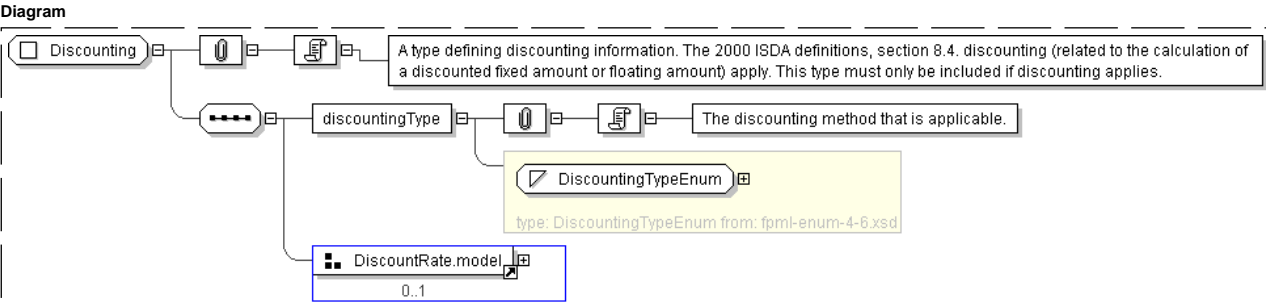 Diagram
Discounting
A type defining discounting information. The 2000 ISDA definitions, section 8.4. discounting (related to the calculation of
a discounted fixed amount or floating amount) apply. This type must only be included if discounting applies.
discountingType
The discounting method that is applicable.
DiscountingTypeEnum
type: DiscountingTypeEnum from: fpml-enum-4-6.xsd
DiscountRate.model
0..1